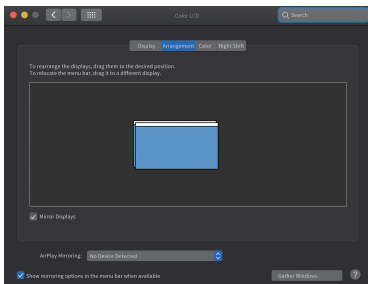 Color LCD
Search
Display Arrangement Color Night Shift
To rearrange the displays, drag them to the desired position.
To relocate the menu bar, drag it to a different display.
Mirror Displays
AirPlay Mirroring: No Device Detected
Show mirroring options in the menu bar when available
Gather Windows ?